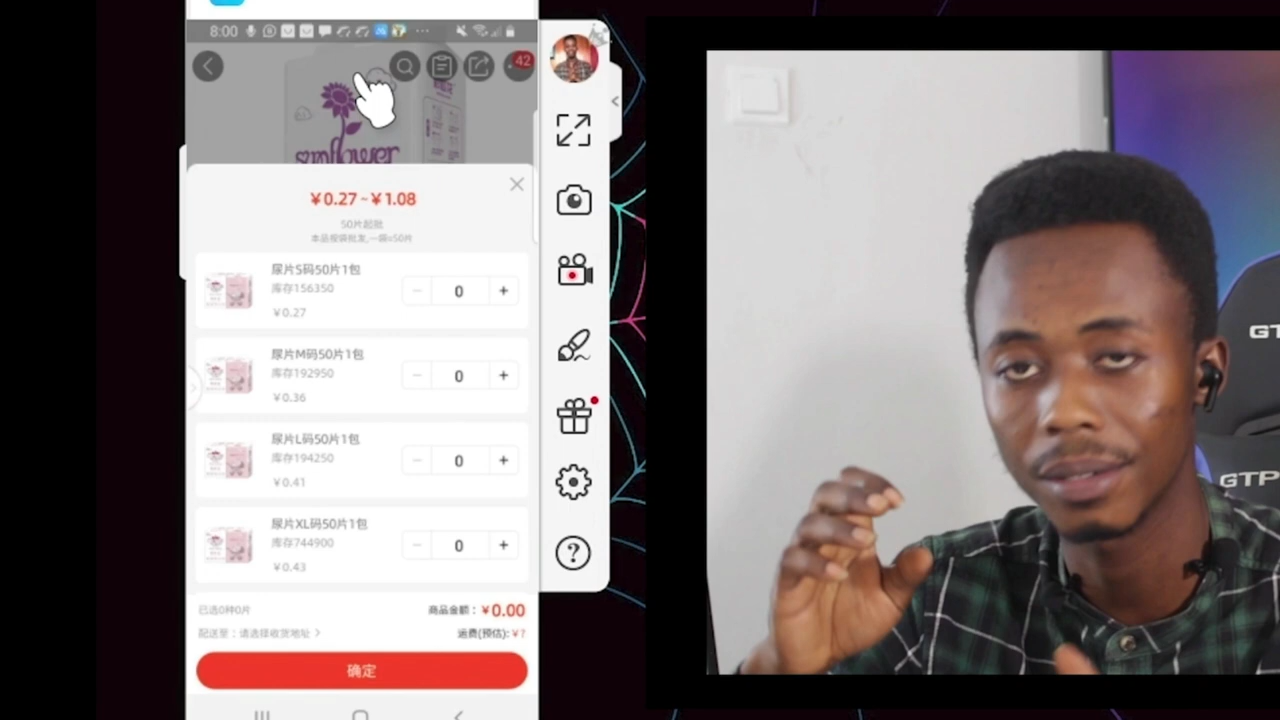 8:00
42
sunflower
¥0.27~¥1.08
50片起批
本品按袋批发,一袋=50片
尿片S码50片1包
库存156350
¥0.27
0
尿片M码50片1包
库存192950
¥0.36
0
尿片L码50片1包
库存194250
¥0.41
0
尿片XL码50片1包
库存744900
¥0.43
0
已选0种0片
商品金额：¥0.00
配送至：请选择收货地址
运费(预估): ¥7
确定
GT
GTP